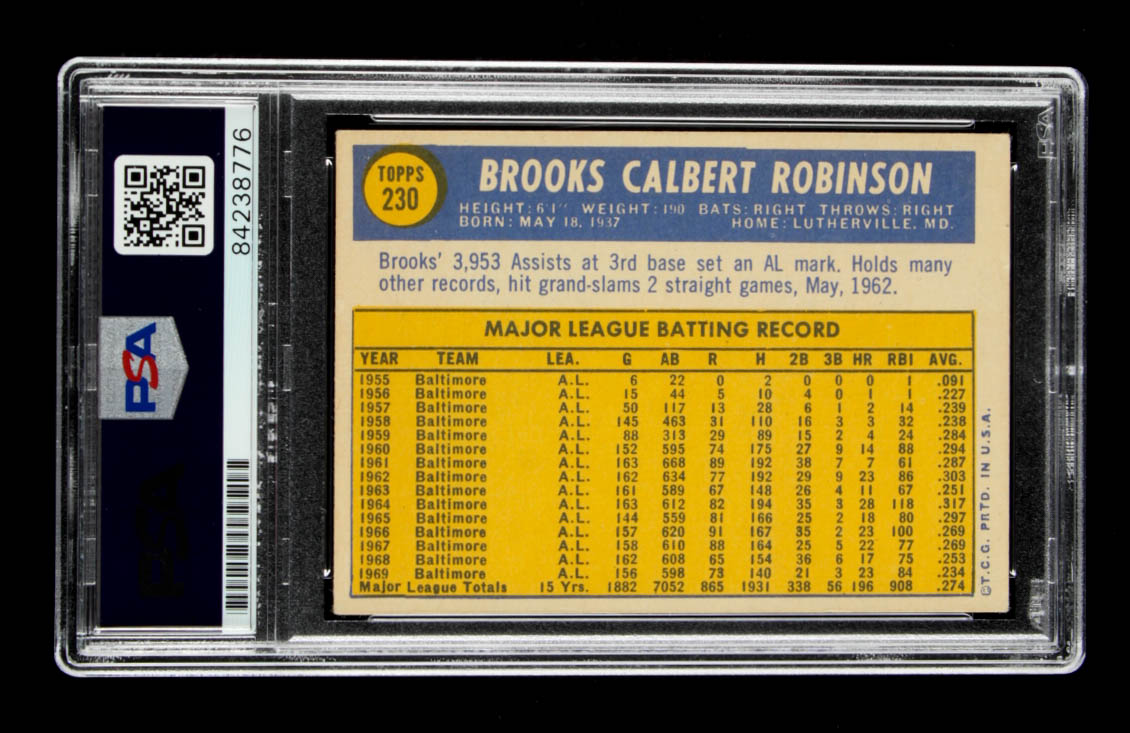 84238776
PSA
TOPPS
230
BROOKS CALBERT ROBINSON
HEIGHT: 6'1" WEIGHT: 190 BATS: RIGHT THROWS: RIGHT
BORN: MAY 18, 1937 HOME: LUTHERVILLE, MD.
Brooks' 3,953 Assists at 3rd base set an AL mark. Holds many
other records, hit grand-slams 2 straight games, May, 1962.
MAJOR LEAGUE BATTING RECORD
YEAR TEAM LEA. G AB R H 2B 3B HR RBI AVG.
1955 Baltimore A.L. 6 22 0 2 0 0 0 1 .091
1956 Baltimore A.L. 15 44 5 10 4 0 1 1 .227
1957 Baltimore A.L. 50 117 13 28 6 1 2 14 .239
1958 Baltimore A.L. 145 463 31 110 16 3 3 32 .238
1959 Baltimore A.L. 88 313 29 89 15 2 4 24 .284
1960 Baltimore A.L. 152 595 74 175 27 9 14 88 .294
1961 Baltimore A.L. 163 668 89 192 38 7 7 61 .287
1962 Baltimore A.L. 162 634 77 192 29 9 23 86 .303
1963 Baltimore A.L. 161 589 67 148 26 4 11 67 .251
1964 Baltimore A.L. 163 612 82 194 35 3 28 118 .317
1965 Baltimore A.L. 144 559 81 166 25 2 18 80 .297
1966 Baltimore A.L. 157 620 91 167 35 2 23 100 .269
1967 Baltimore A.L. 158 610 88 164 25 5 22 77 .269
1968 Baltimore A.L. 162 608 65 154 36 6 17 75 .253
1969 Baltimore A.L. 156 598 73 140 21 3 23 84 .234
Major League Totals 15 Yrs. 1882 7052 865 1931 338 56 196 908 .274
©T.C.G. PRTD. IN U.S.A.
PSA
PSA